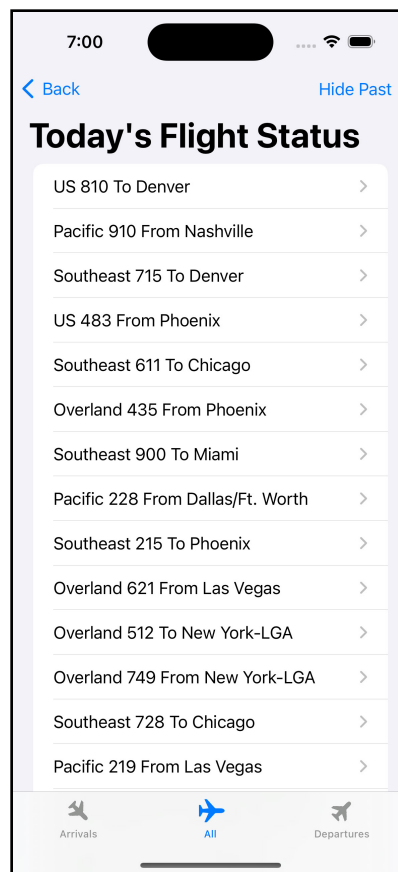 7:00
Back
Hide Past
Today's Flight Status
US 810 To Denver
Pacific 910 From Nashville
Southeast 715 To Denver
US 483 From Phoenix
Southeast 611 To Chicago
Overland 435 From Phoenix
Southeast 900 To Miami
Pacific 228 From Dallas/Ft. Worth
Southeast 215 To Phoenix
Overland 621 From Las Vegas
Overland 512 To New York-LGA
Overland 749 From New York-LGA
Southeast 728 To Chicago
Pacific 219 From Las Vegas
Arrivals
All
Departures